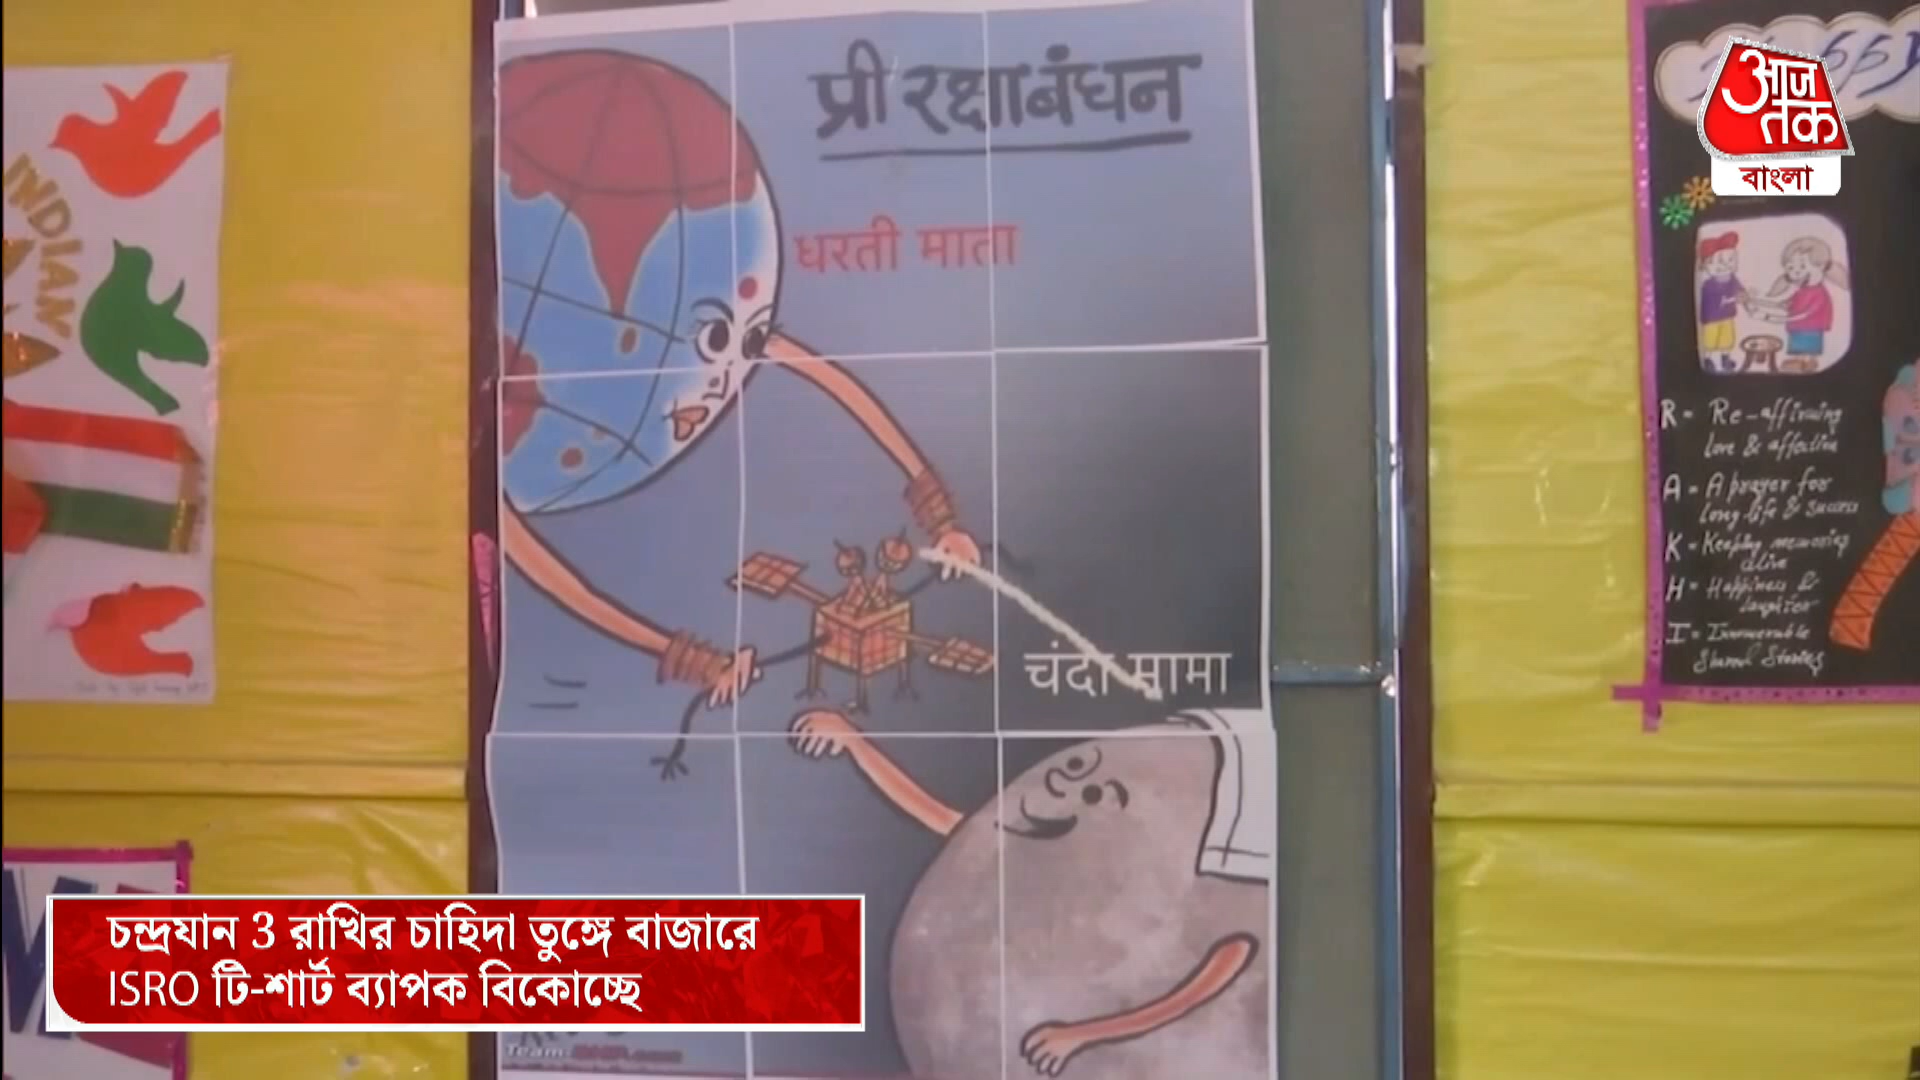 INDIAN
प्री रक्षाबंधन
धरती माता
चंदा मामा
आज
तक
বাংলা
R = Re-affirming
love & affection
A = A prayer for
long life & success
K = Keeping memories
alive
H = Happiness &
laughter
I = Innumerable
Shared Stories
চন্দ্রযান 3 রাখির চাহিদা তুঙ্গে বাজারে
ISRO টি-শার্ট ব্যাপক বিকোচ্ছে
Team